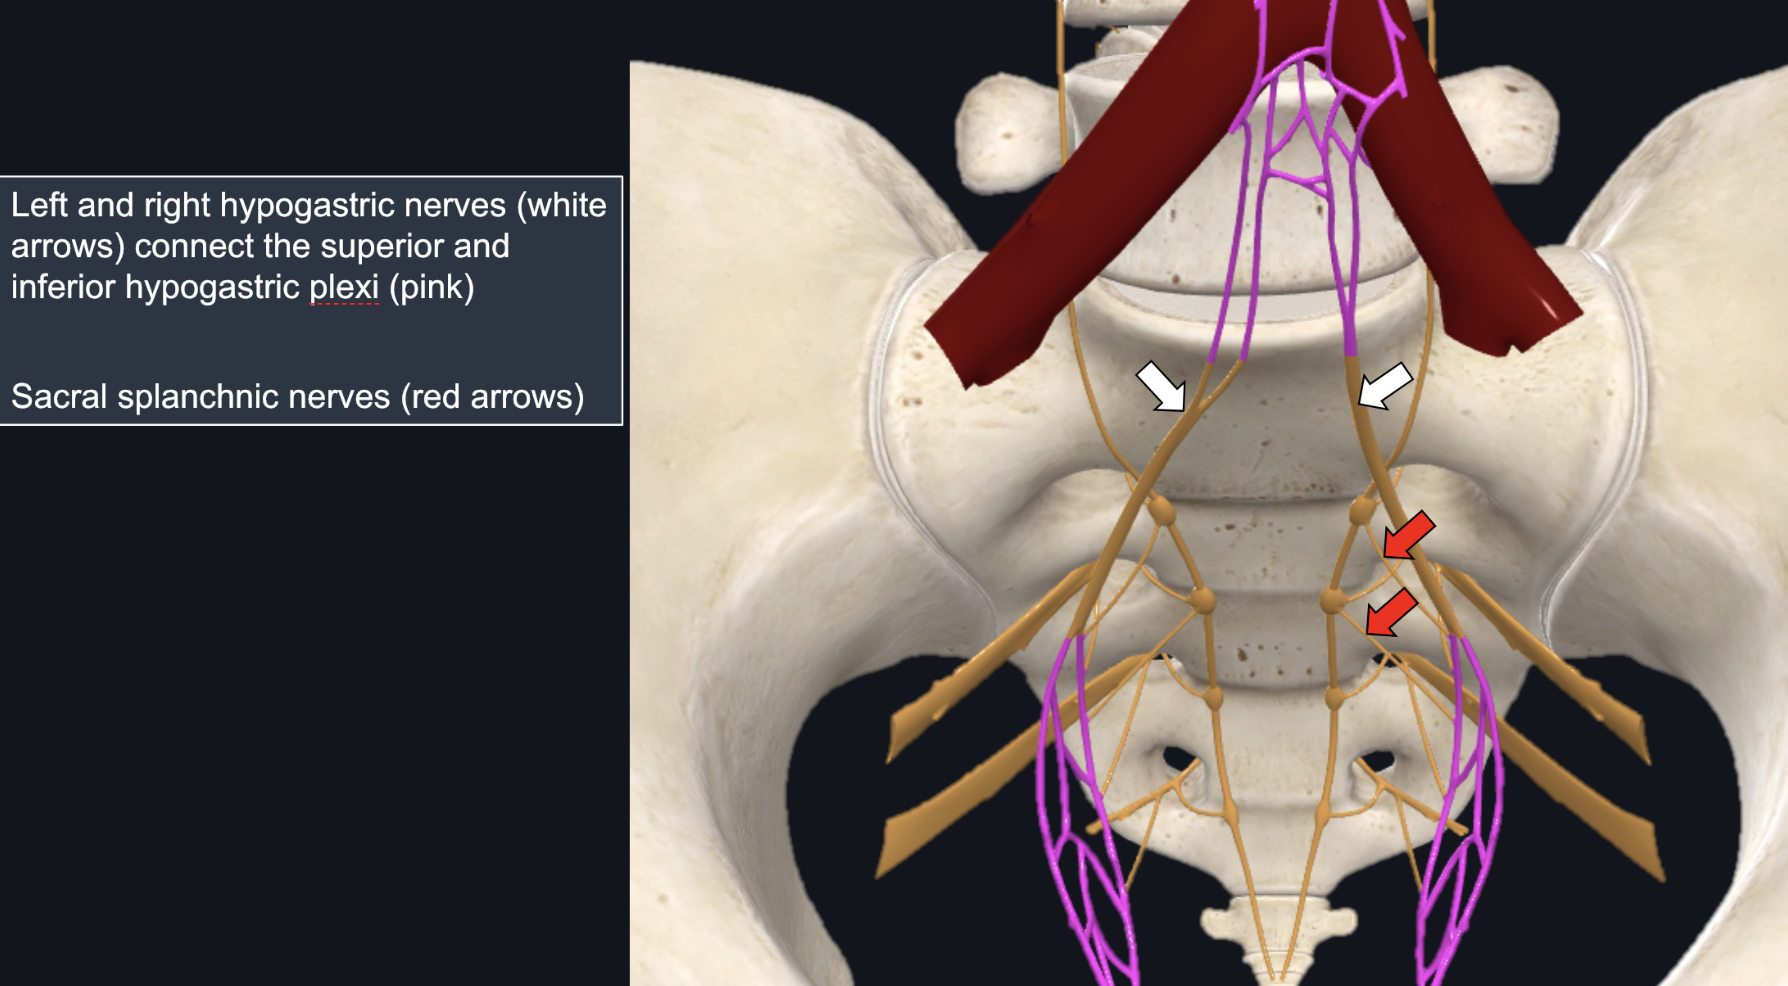 Left and right hypogastric nerves (white
arrows) connect the superior and
inferior hypogastric plexi (pink)
Sacral splanchnic nerves (red arrows)